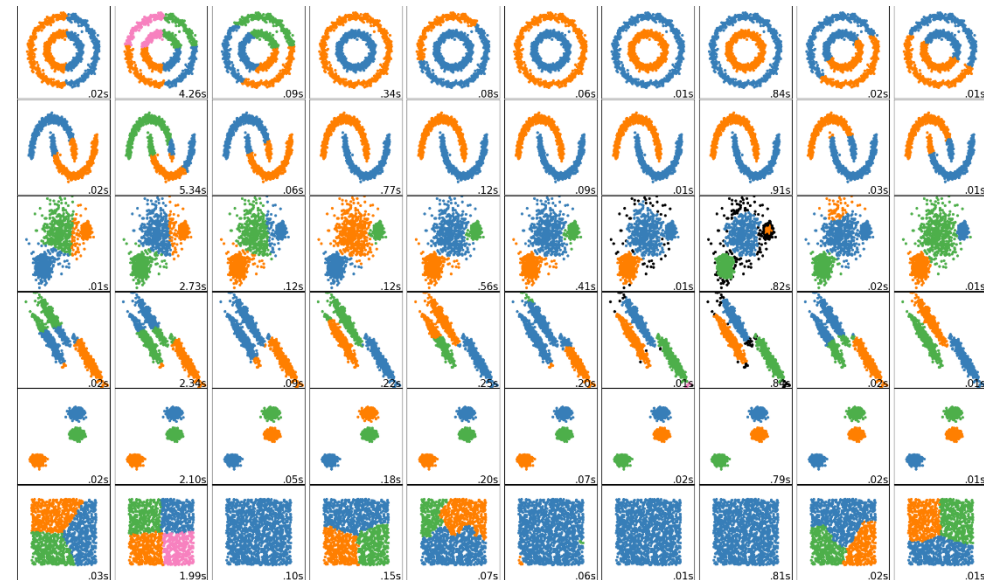 .02s 4.26s .09s .34s .08s .06s .01s .84s .02s .01s
.02s 5.34s .06s .77s .12s .09s .01s .91s .03s .01s
.01s 2.73s .12s .12s .56s .41s .01s .82s .02s .01s
.02s 2.34s .09s .22s .25s .20s .01s .84s .02s .01s
.02s 2.10s .05s .18s .20s .07s .02s .79s .02s .01s
.03s 1.99s .10s .15s .07s .06s .01s .81s .02s .01s